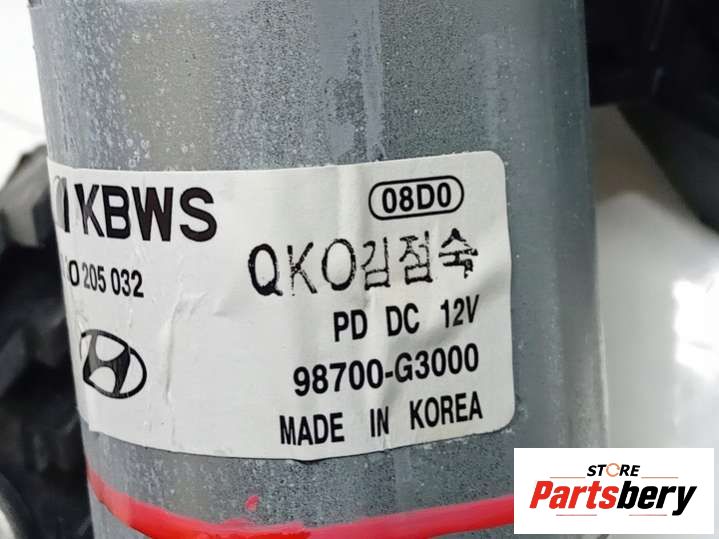 KBWS
08D0
205 032
QKO김점숙
PD DC 12V
98700-G3000
MADE IN KOREA
STORE
Partsbery